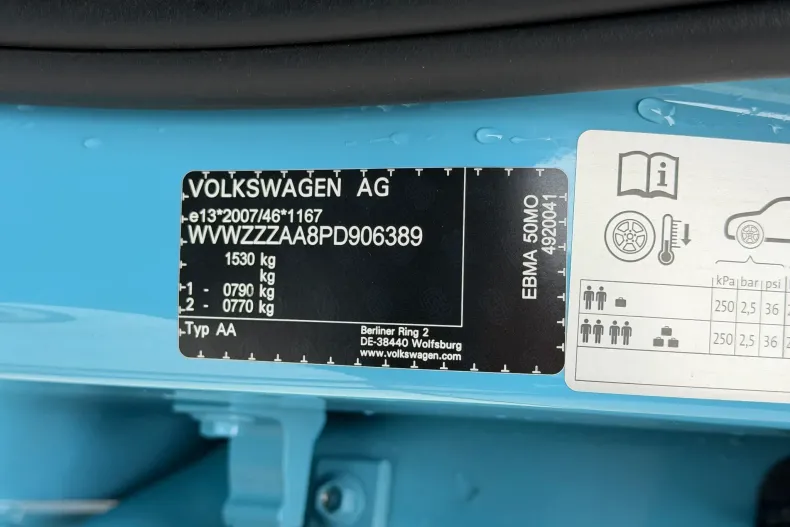 VOLKSWAGEN AG
e13*2007/46*1167
WVWZZZAA8PD906389
1530 kg
kg
1 - 0790 kg
2 - 0770 kg
Typ AA
Berliner Ring 2
DE-38440 Wolfsburg
www.volkswagen.com
EBMA 50MO
4920041
i
kPa bar psi
250 2,5 36
250 2,5 36